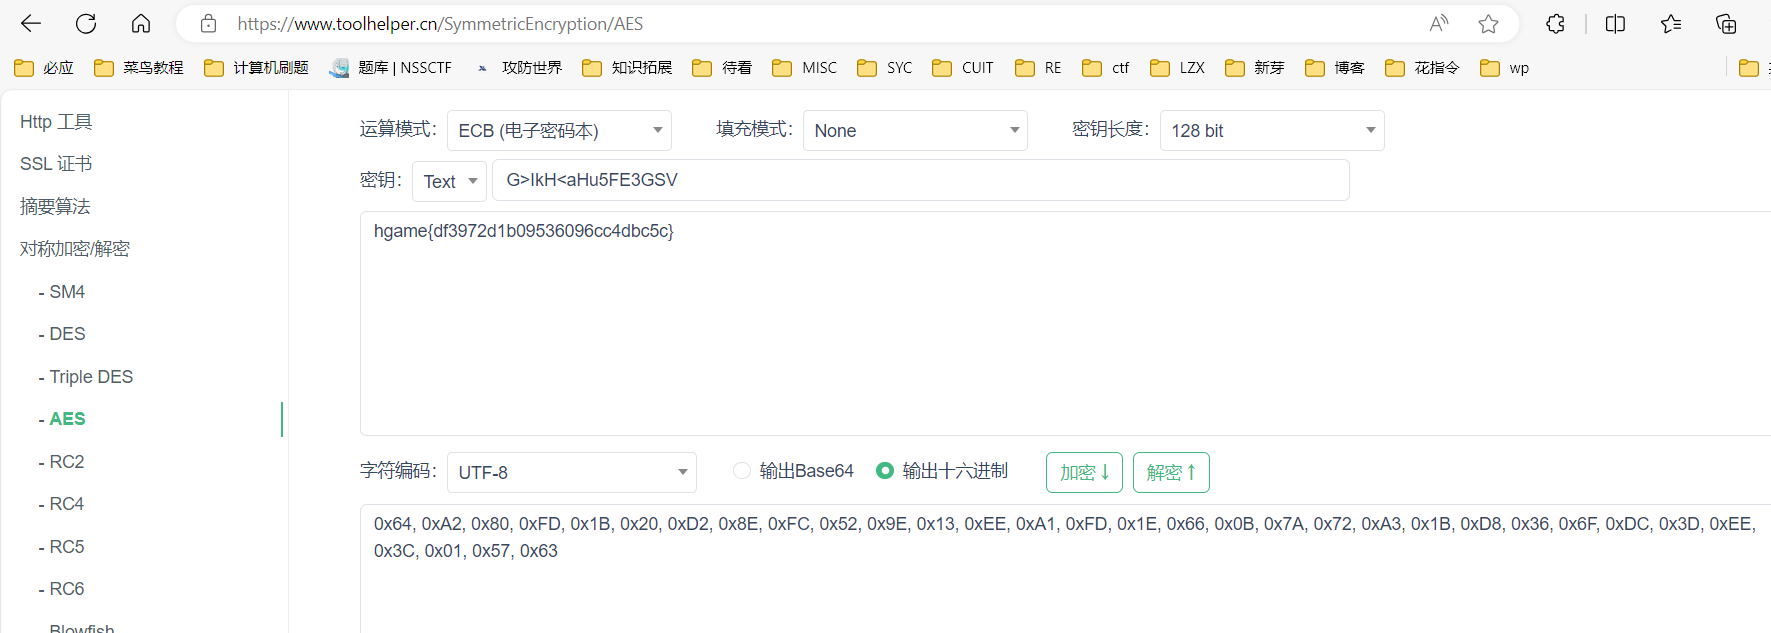 https://www.toolhelper.cn/SymmetricEncryption/AES
必应 菜鸟教程 计算机刷题 题库 | NSSCTF 攻防世界 知识拓展 待看 MISC SYC CUIT RE ctf LZX 新芽 博客 花指令 wp
Http 工具
SSL 证书
摘要算法
对称加密/解密
- SM4
- DES
- Triple DES
- AES
- RC2
- RC4
- RC5
- RC6
- Blowfish
运算模式: ECB (电子密码本) 填充模式: None 密钥长度: 128 bit
密钥: Text G>IkH<aHu5FE3GSV
hgame{df3972d1b09536096cc4dbc5c}
字符编码: UTF-8 输出Base64 输出十六进制 加密↓ 解密↑
0x64, 0xA2, 0x80, 0xFD, 0x1B, 0x20, 0xD2, 0x8E, 0xFC, 0x52, 0x9E, 0x13, 0xEE, 0xA1, 0xFD, 0x1E, 0x66, 0x0B, 0x7A, 0x72, 0xA3, 0x1B, 0xD8, 0x36, 0x6F, 0xDC, 0x3D, 0xEE,
0x3C, 0x01, 0x57, 0x63